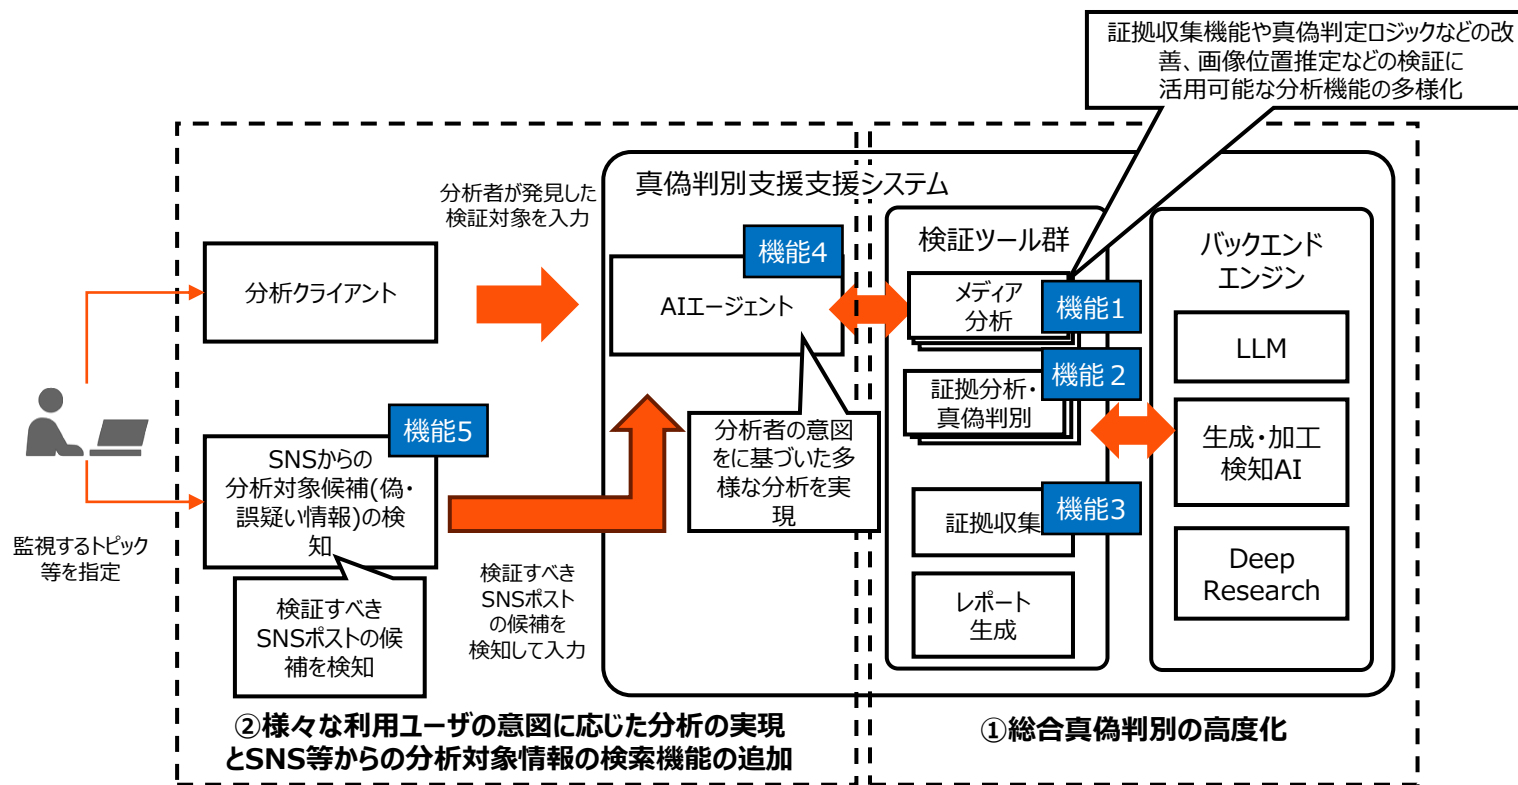 証拠収集機能や真偽判定ロジックなどの改
善、画像位置推定などの検証に
活用可能な分析機能の多様化
真偽判別支援支援システム
分析者が発見した
検証対象を入力
検証ツール群
バックエンド
エンジン
機能4
分析クライアント
AIエージェント
メディア
分析
機能1
LLM
機能２
証拠分析・
真偽判別
機能5
SNSからの
分析対象候補(偽・
誤疑い情報)の検
知
分析者の意図
をに基づいた多
様な分析を実
現
生成・加工
検知AI
機能3
証拠収集
監視するトピック
等を指定
検証すべき
SNSポストの候
補を検知
検証すべき
SNSポスト
の候補を
検知して入力
レポート
生成
Deep
Research
②様々な利用ユーザの意図に応じた分析の実現
とSNS等からの分析対象情報の検索機能の追加
①総合真偽判別の高度化